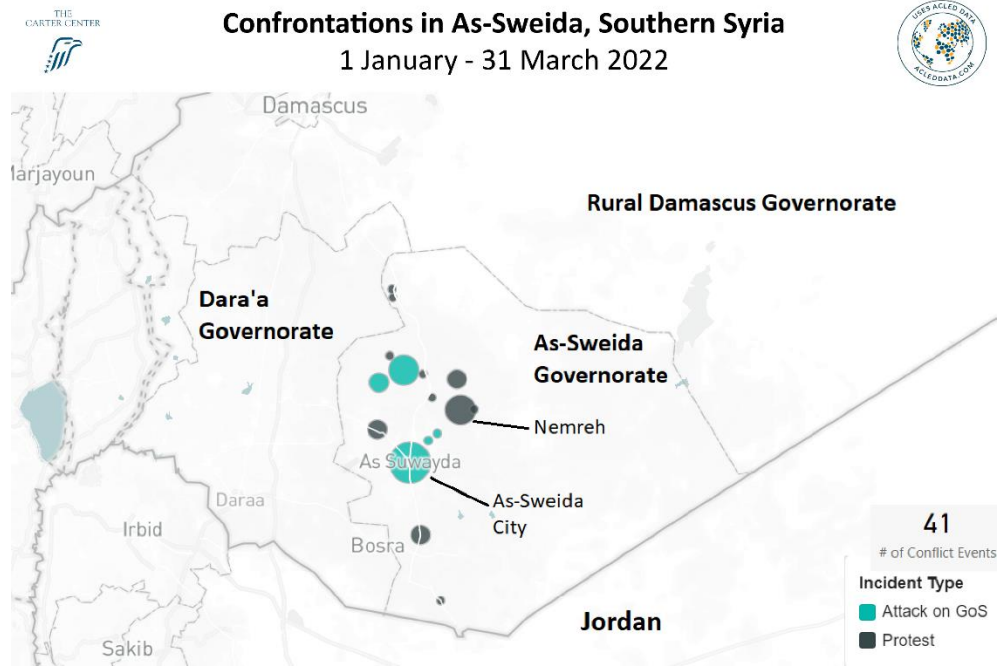 THE
CARTER CENTER
Confrontations in As-Sweida, Southern Syria
1 January - 31 March 2022
USES ACLED DATA
ACLEDDATA.COM
Damascus
Marjayoun
Rural Damascus Governorate
Dara'a
Governorate
As-Sweida
Governorate
Nemreh
As Suwayda
As-Sweida
City
Daraa
Irbid
Bosra
Jordan
Sakib
41
# of Conflict Events
Incident Type
Attack on GoS
Protest